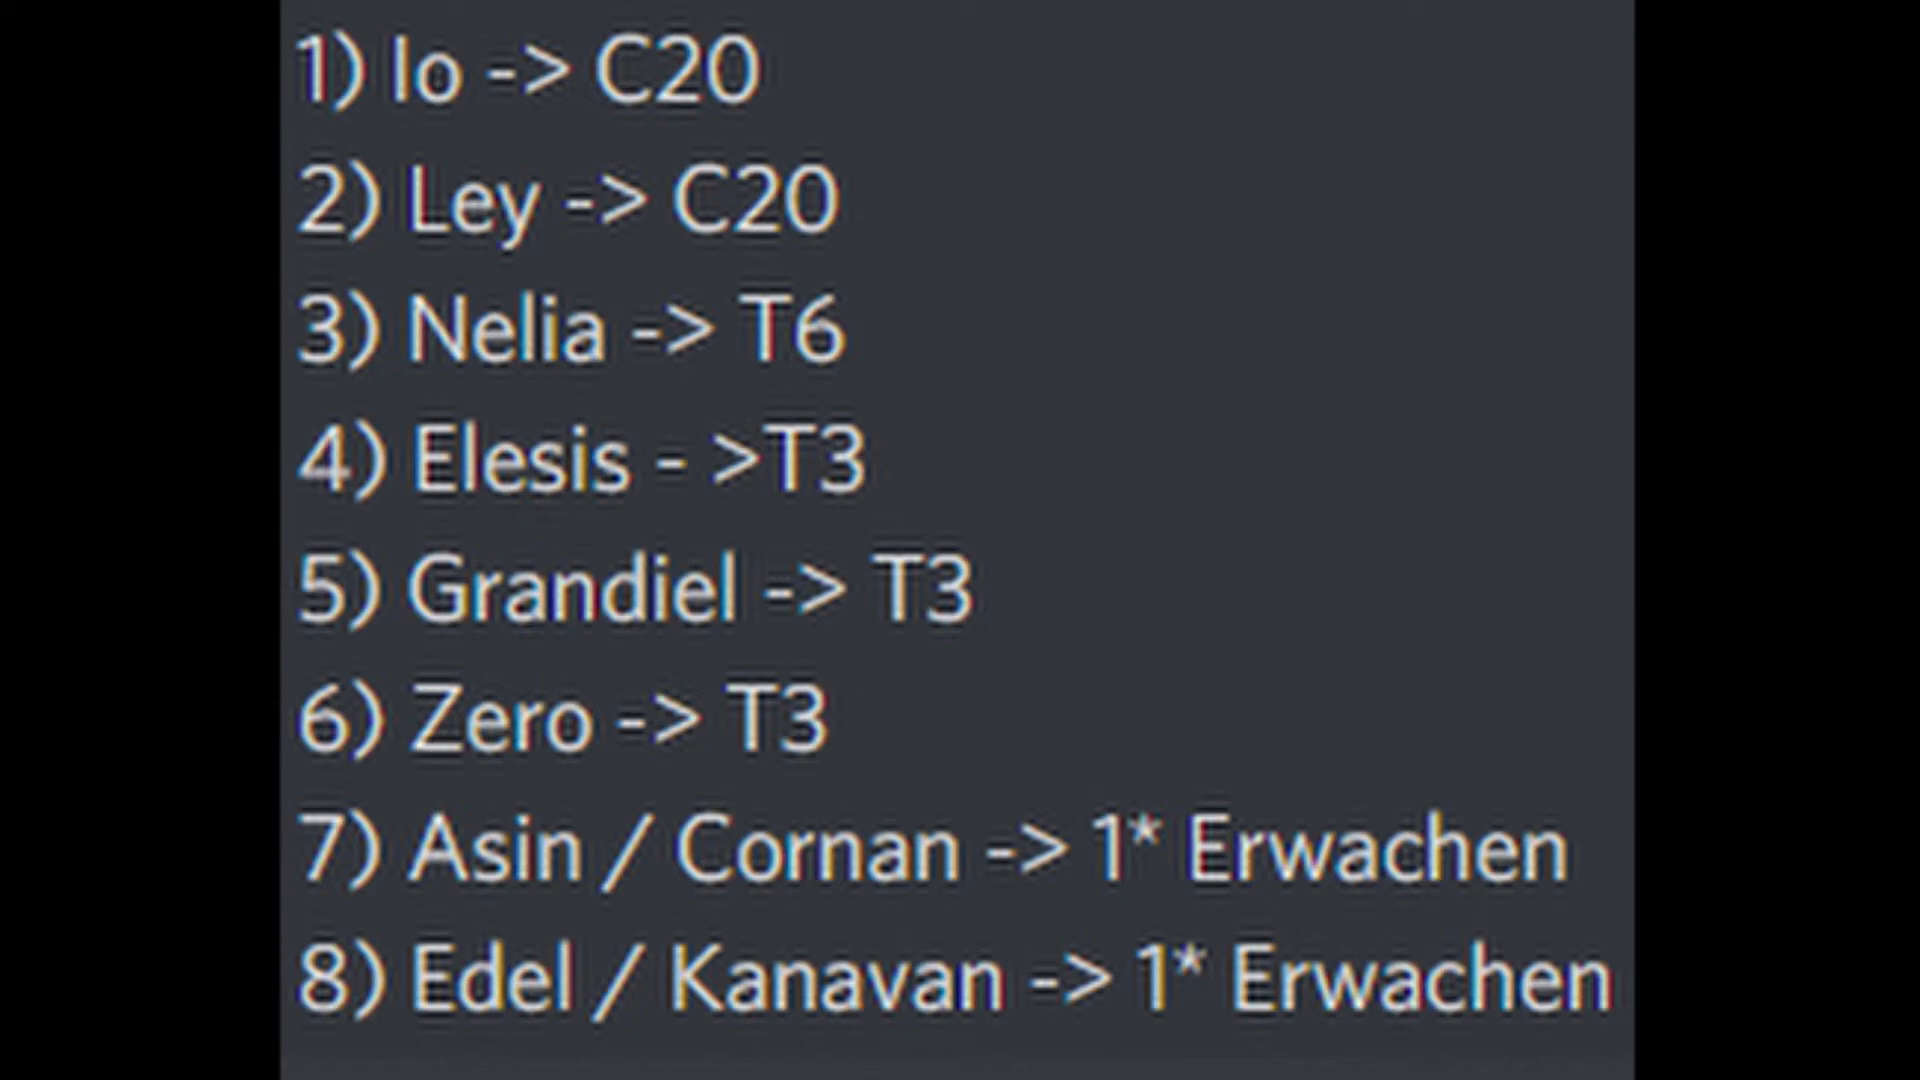 1) Io -> C20
2) Ley -> C20
3) Nelia -> T6
4) Elesis - >T3
5) Grandiel -> T3
6) Zero -> T3
7) Asin / Cornan -> 1* Erwachen
8) Edel / Kanavan -> 1* Erwachen